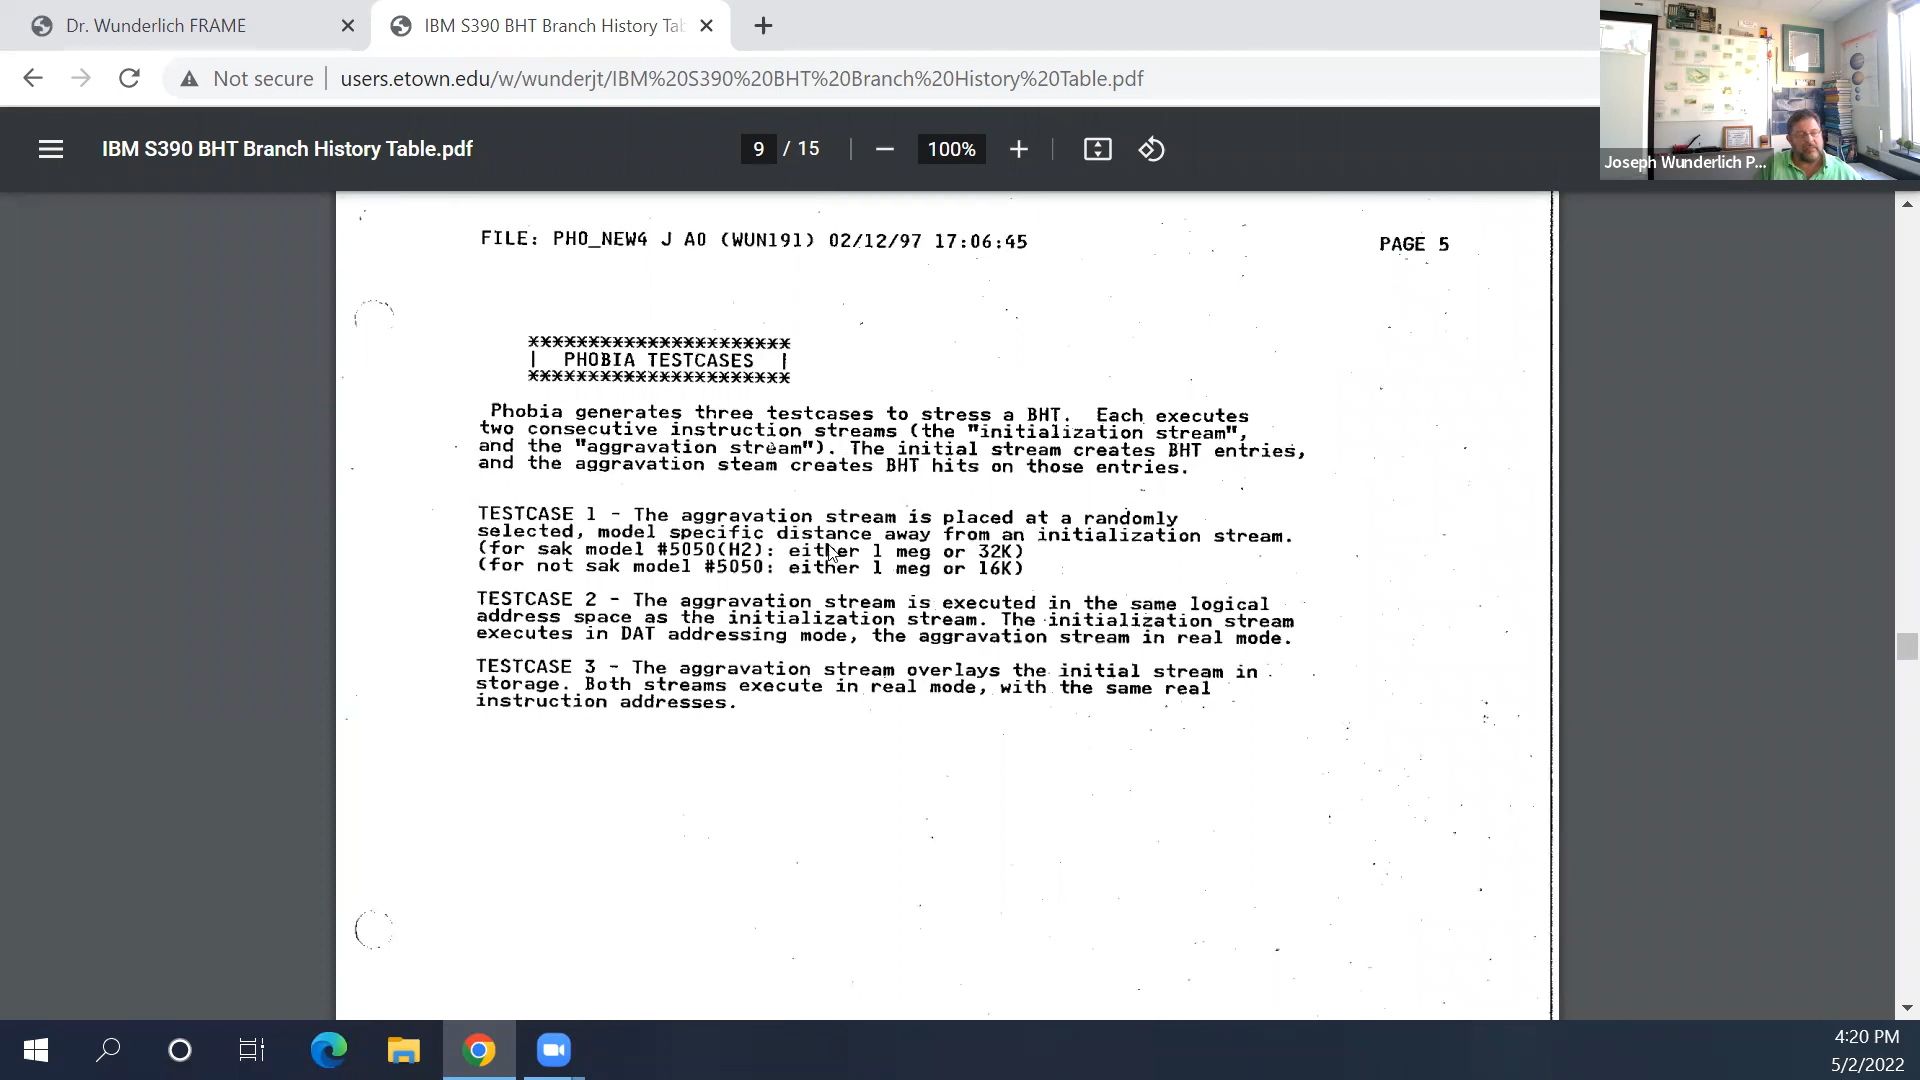 Dr. Wunderlich FRAME
IBM S390 BHT Branch History Tab
Not secure
users.etown.edu/w/wunderjt/IBM%20S390%20BHT%20Branch%20History%20Table.pdf
Joseph Wunderlich P...
IBM S390 BHT Branch History Table.pdf
9 / 15
100%
FILE: PHO_NEW4 J A0 (WUN191) 02/12/97 17:06:45 PAGE 5
**********************
| PHOBIA TESTCASES |
**********************
Phobia generates three testcases to stress a BHT. Each executes
two consecutive instruction streams (the "initialization stream",
and the "aggravation stream"). The initial stream creates BHT entries,
and the aggravation steam creates BHT hits on those entries.
TESTCASE 1 - The aggravation stream is placed at a randomly
selected, model specific distance away from an initialization stream.
(for sak model #5050(H2): either 1 meg or 32K)
(for not sak model #5050: either 1 meg or 16K)
TESTCASE 2 - The aggravation stream is executed in the same logical
address space as the initialization stream. The initialization stream
executes in DAT addressing mode, the aggravation stream in real mode.
TESTCASE 3 - The aggravation stream overlays the initial stream in
storage. Both streams execute in real mode, with the same real
instruction addresses.
4:20 PM
5/2/2022